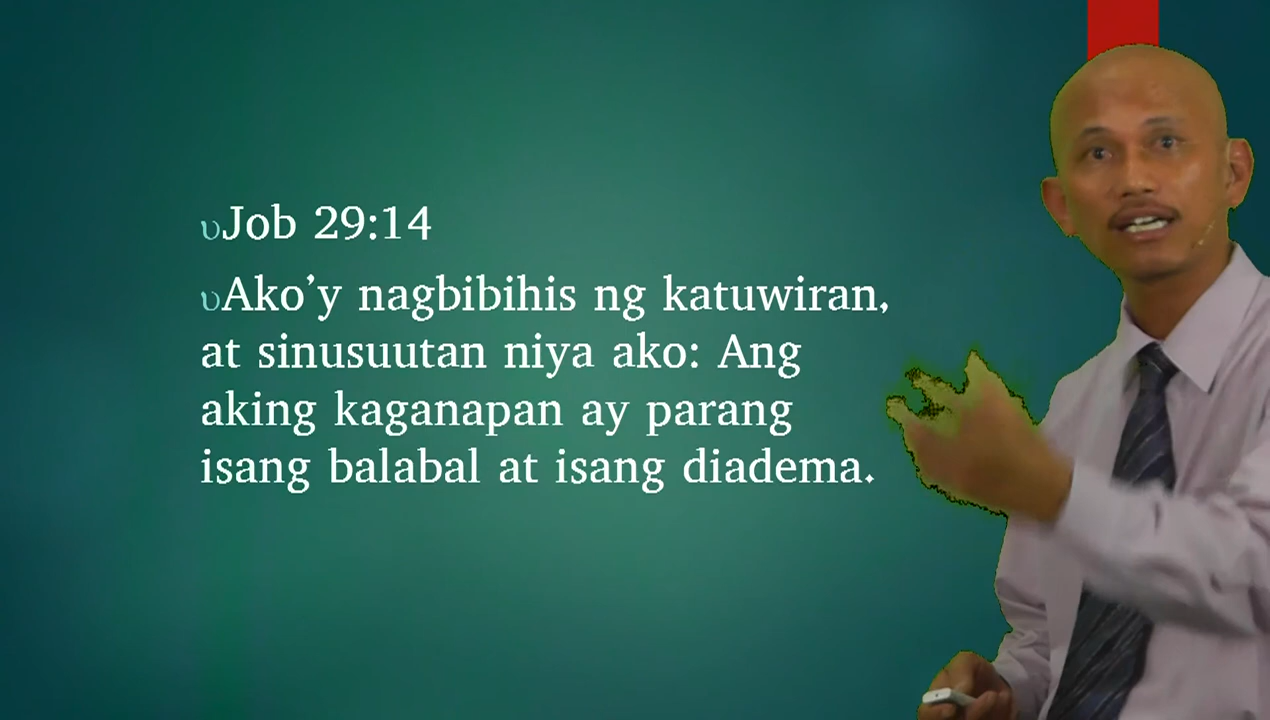 Job 29:14
Ako’y nagbibihis ng katuwiran,
at sinusuutan niya ako: Ang
aking kaganapan ay parang
isang balabal at isang diadema.